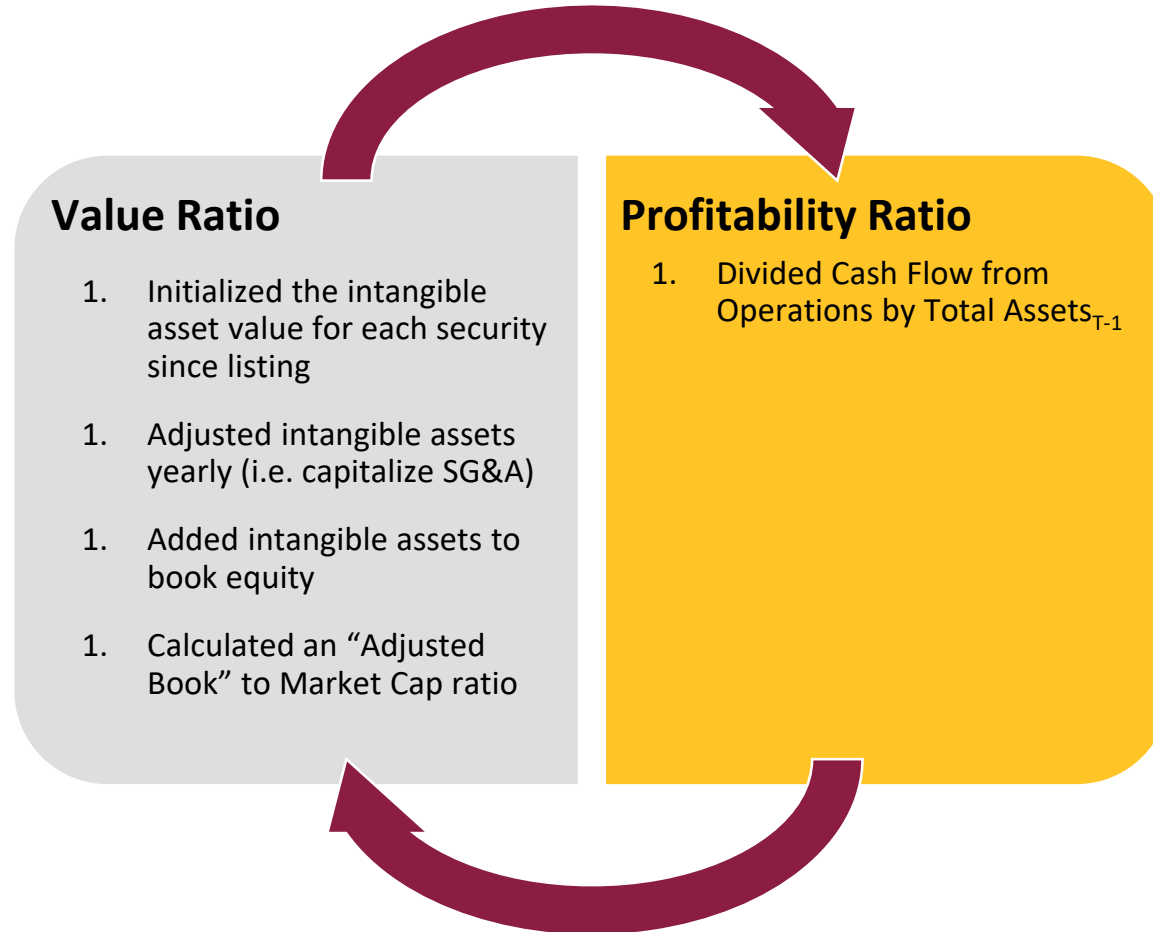 Value Ratio
1. Initialized the intangible
asset value for each security
since listing
1. Adjusted intangible assets
yearly (i.e. capitalize SG&A)
1. Added intangible assets to
book equity
1. Calculated an “Adjusted
Book” to Market Cap ratio
Profitability Ratio
1. Divided Cash Flow from
Operations by Total Assets T-1